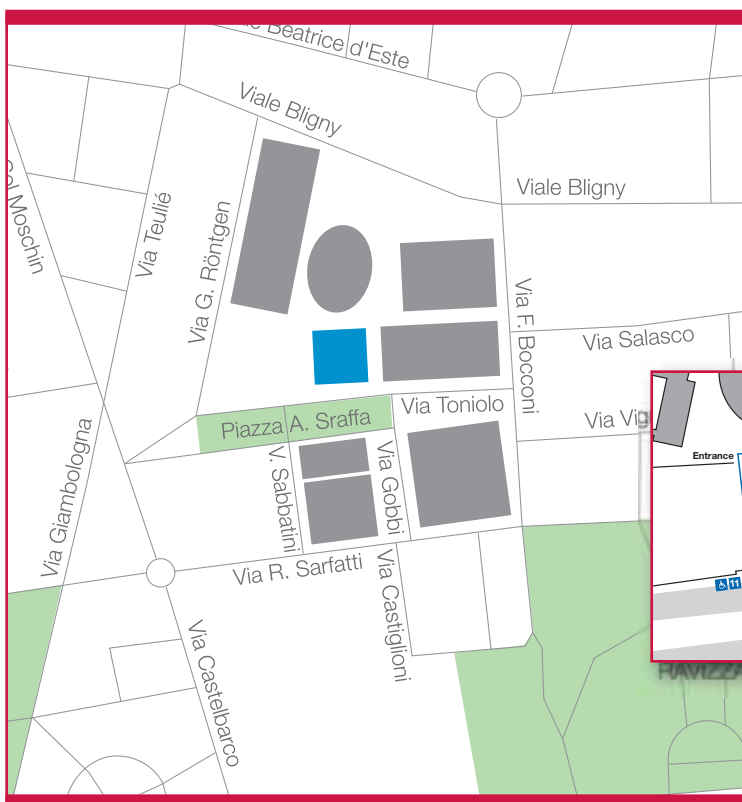 Beatrice d'Este
Viale Bligny
Viale Bligny
Col Moschin
Via Teulié
Via G. Röntgen
Via F. Bocconi
Via Salasco
Via Toniolo
Piazza A. Sraffa
Via
Entrance
V. Sabbatini
Via Gobbi
Via Giambologna
Via R. Sarfatti
Via Castiglioni
11
Via Castelbarco
RAVIZZA